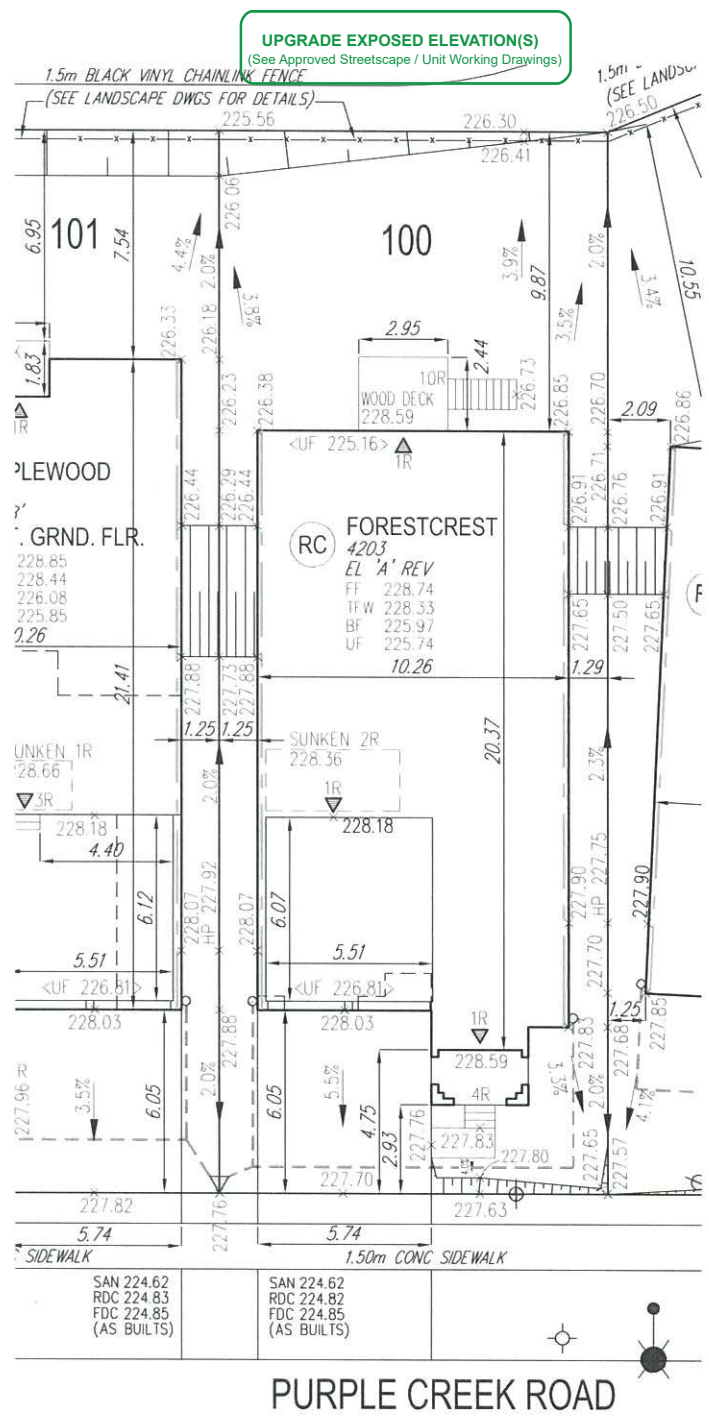 UPGRADE EXPOSED ELEVATION(S)
(See Approved Streetscape / Unit Working Drawings)
1.5m BLACK VINYL CHAINLINK FENCE
(SEE LANDSCAPE DWGS FOR DETAILS)
1.5m
(SEE LANDSC
226.50
225.56
226.30
226.41
6.95
101
7.54
4.4%
2.0%
226.06
3.8%
100
3.9%
9.87
3.5%
2.0%
3.4%
10.55
226.33
226.18
1.83
2.95
2.44
10R
WOOD DECK
228.59
226.73
226.23
226.38
226.85
226.70
2.09
226.86
1R
<UF 225.16>
1R
226.71
PLEWOOD
3'
T. GRND. FLR.
228.85
228.44
226.08
225.85
0.26
226.44
226.29
226.44
RC
FORESTCREST
4203
EL 'A' REV
FF 228.74
TFW 228.33
BF 225.97
UF 225.74
226.91
226.76
226.91
227.65
227.50
227.65
21.41
10.26
1.29
227.88
227.73
227.88
1.25
1.25
SUNKEN 2R
228.36
UNKEN 1R
228.66
2.0%
20.37
2.3%
3R
1R
228.18
228.18
4.40
6.12
6.07
228.07
HP 227.92
228.07
227.90
HP 227.75
227.90
5.51
5.51
<UF 226.81>
<UF 226.81>
228.03
228.03
227.88
227.70
1R
228.59
227.83
227.68
1.25
227.85
R
227.96
3.5%
6.05
2.0%
6.05
5.5%
4.75
2.93
4R
227.76
227.83
227.80
3.3%
2.0%
4.1%
227.65
227.57
227.82
227.76
227.70
227.63
5.74
5.74
C SIDEWALK
1.50m CONC SIDEWALK
SAN 224.62
RDC 224.83
FDC 224.85
(AS BUILTS)
SAN 224.62
RDC 224.82
FDC 224.85
(AS BUILTS)
PURPLE CREEK ROAD